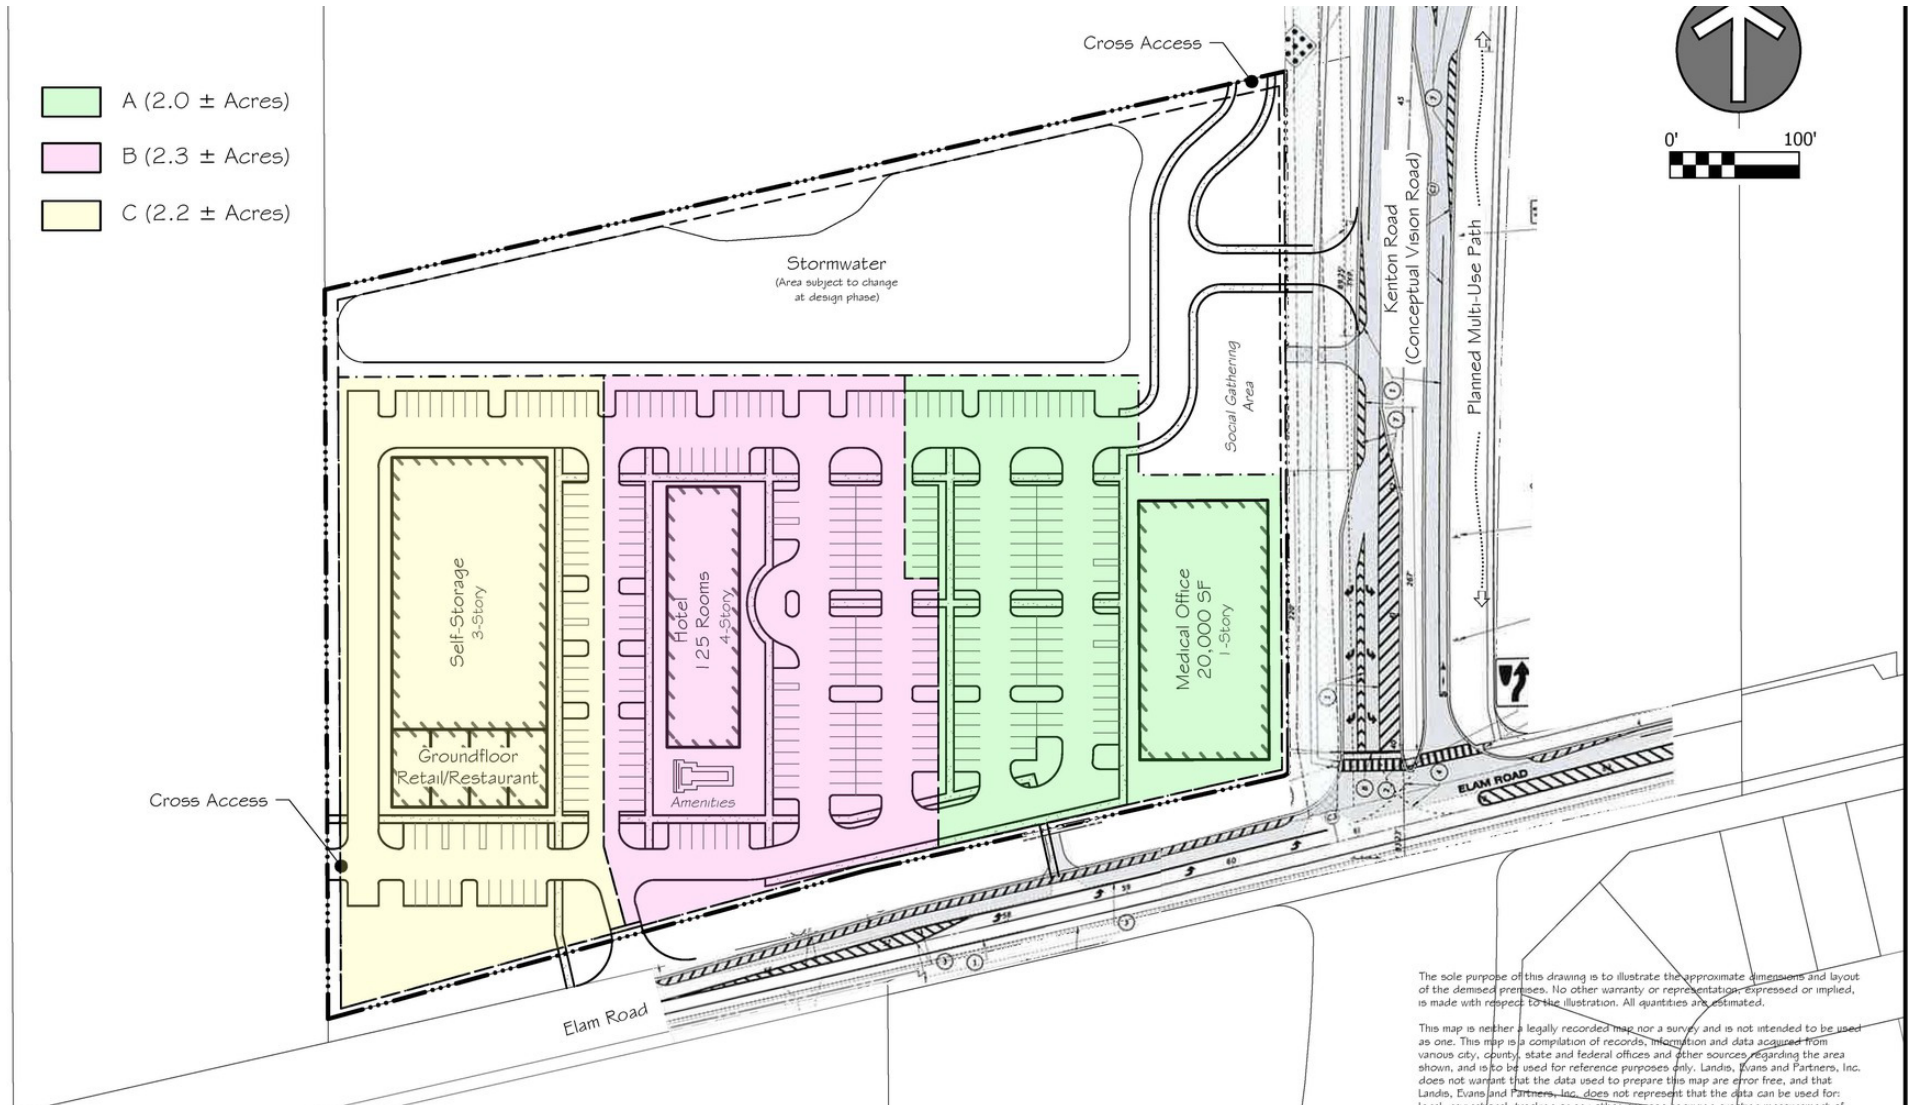 Cross Access
A (2.0 ± Acres)
B (2.3 ± Acres)
C (2.2 ± Acres)
0' 100'
Stormwater
(Area subject to change
at design phase)
Kenton Road
(Conceptual Vision Road)
Planned Multi-Use Path
Social Gathering
Area
Self-Storage
3-Story
Groundfloor
Retail/Restaurant
Hotel
125 Rooms
4-Story
Amenities
Medical Office
20,000 SF
1-Story
Cross Access
ELAM ROAD
Elam Road
267'
45
60
59
58
The sole purpose of this drawing is to illustrate the approximate dimensions and layout
of the demised premises. No other warranty or representation, expressed or implied,
is made with respect to the illustration. All quantities are estimated.
This map is neither a legally recorded map nor a survey and is not intended to be used
as one. This map is a compilation of records, information and data acquired from
various city, county, state and federal offices and other sources regarding the area
shown, and is to be used for reference purposes only. Landis, Evans and Partners, Inc.
does not warrant that the data used to prepare this map are error free, and that
Landis, Evans and Partners, Inc. does not represent that the data can be used for: